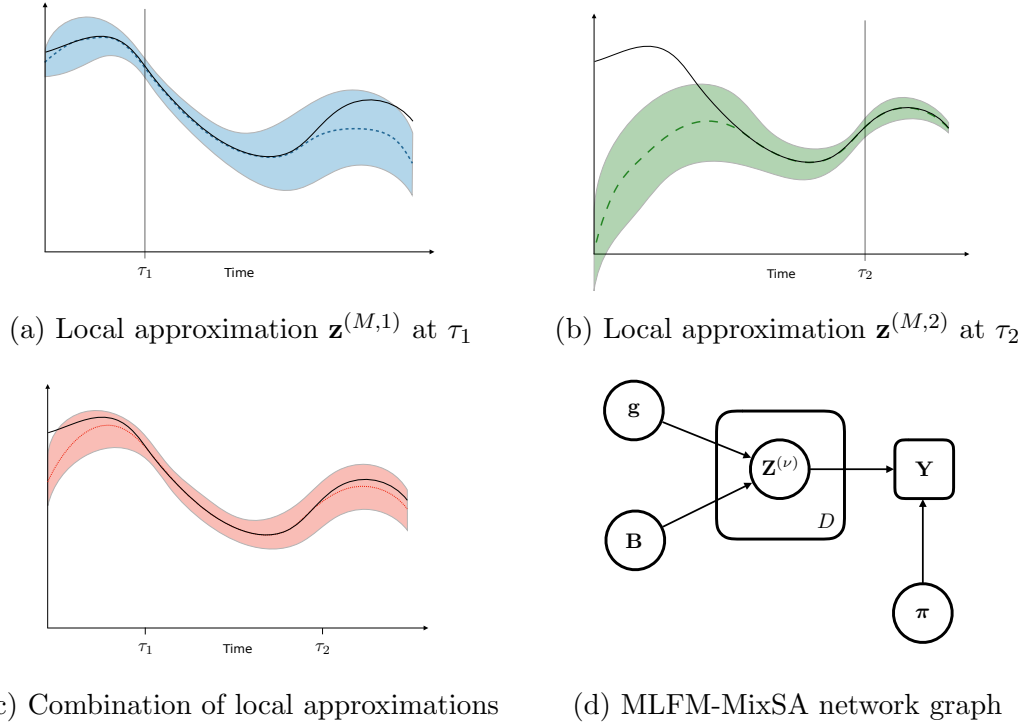 τ₁ Time
Time τ₂
(a) Local approximation z⁽ᴹ,¹⁾ at τ₁
(b) Local approximation z⁽ᴹ,²⁾ at τ₂
τ₁ Time τ₂
g
Z⁽ᵛ⁾
Y
D
B
π
c) Combination of local approximations
(d) MLFM-MixSA network graph